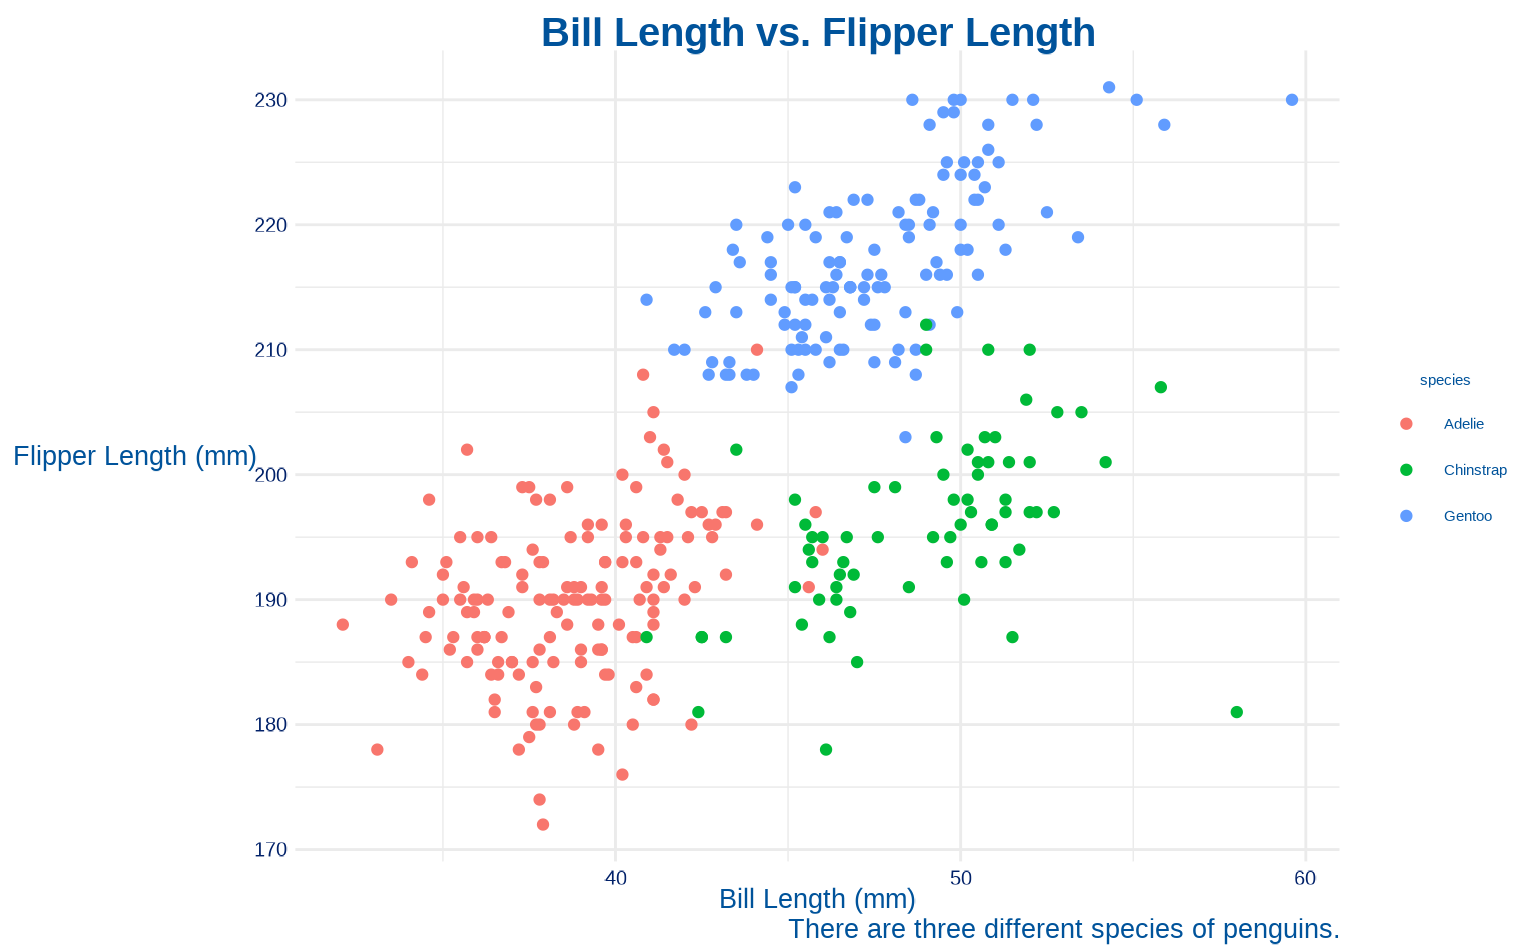 Bill Length vs. Flipper Length
230
220
210
200
190
180
170
Flipper Length (mm)
40 50 60
Bill Length (mm)
There are three different species of penguins.
species
Adelie
Chinstrap
Gentoo